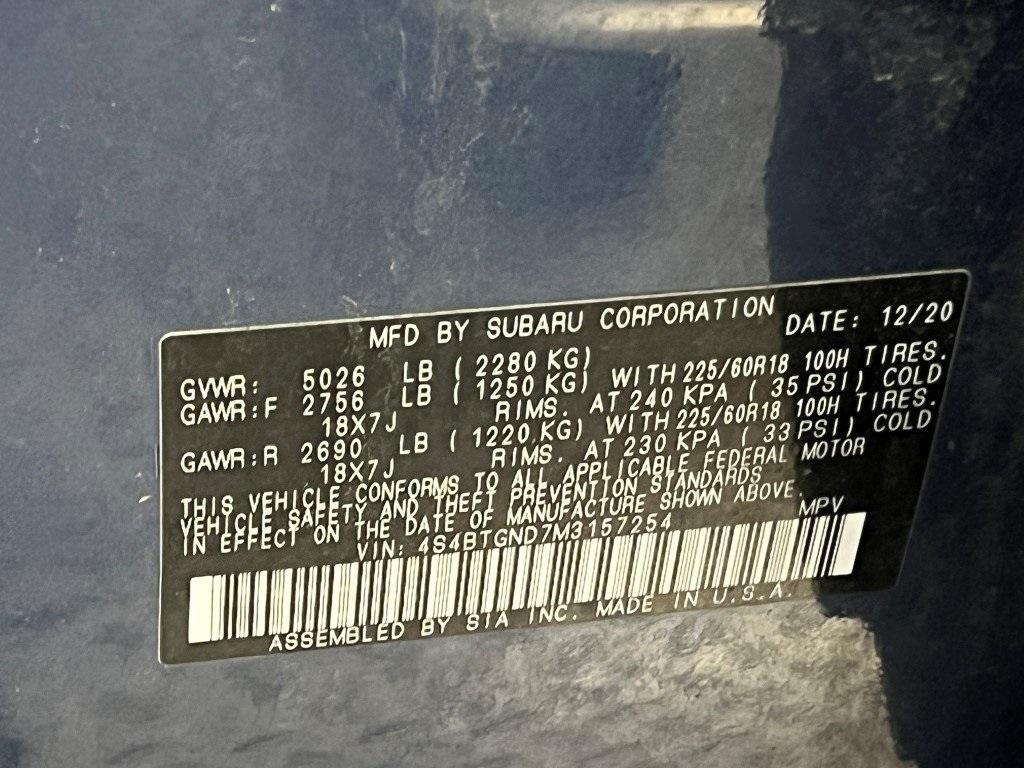 MFD BY SUBARU CORPORATION DATE: 12/20
GVWR: 5026 LB ( 2280 KG)
GAWR:F 2756 LB ( 1250 KG) WITH 225/60R18 100H TIRES.
18X7J RIMS. AT 240 KPA ( 35 PSI) COLD
GAWR:R 2690 LB ( 1220 KG) WITH 225/60R18 100H TIRES.
18X7J RIMS. AT 230 KPA ( 33 PSI) COLD
THIS VEHICLE CONFORMS TO ALL APPLICABLE FEDERAL MOTOR
VEHICLE SAFETY AND THEFT PREVENTION STANDARDS
IN EFFECT ON THE DATE OF MANUFACTURE SHOWN ABOVE.
VIN: 4S4BTGND7M3157254 MPV
ASSEMBLED BY SIA INC. MADE IN U.S.A.